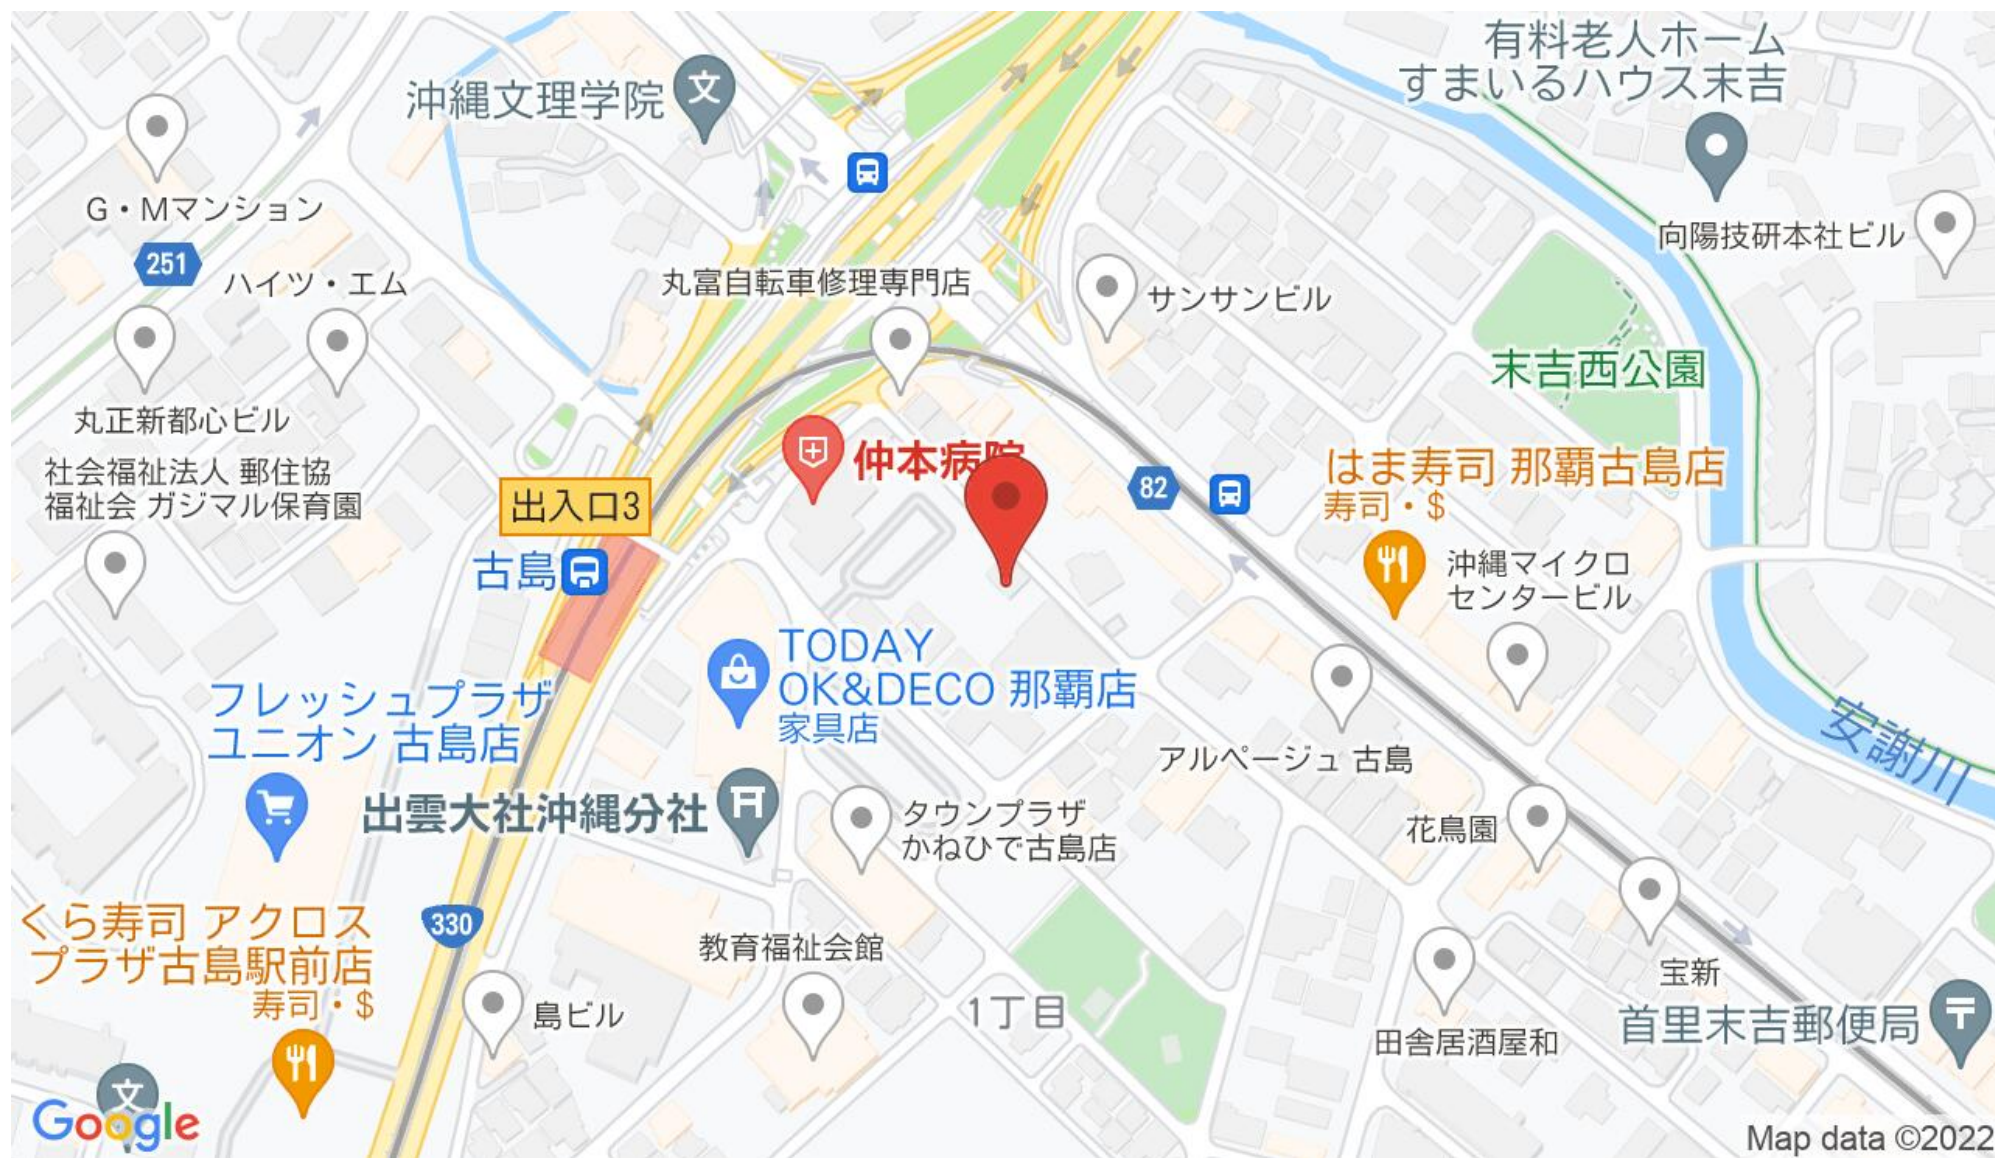 有料老人ホーム
すまいるハウス末吉
沖縄文理学院
文
G・Mマンション
向陽技研本社ビル
251
ハイツ・エム
丸富自転車修理専門店
サンサンビル
末吉西公園
丸正新都心ビル
仲本病院
社会福祉法人 郵住協
福祉会 ガジマル保育園
はま寿司 那覇古島店
寿司・$
82
出入口3
古島
沖縄マイクロ
センタービル
TODAY
OK&DECO 那覇店
家具店
フレッシュプラザ
ユニオン 古島店
安謝川
アルページュ 古島
出雲大社沖縄分社
タウンプラザ
かねひで古島店
花鳥園
くら寿司 アクロス
プラザ古島駅前店
寿司・$
330
教育福祉会館
宝新
島ビル
1丁目
田舎居酒屋和
首里末吉郵便局
文
Google
Map data ©2022